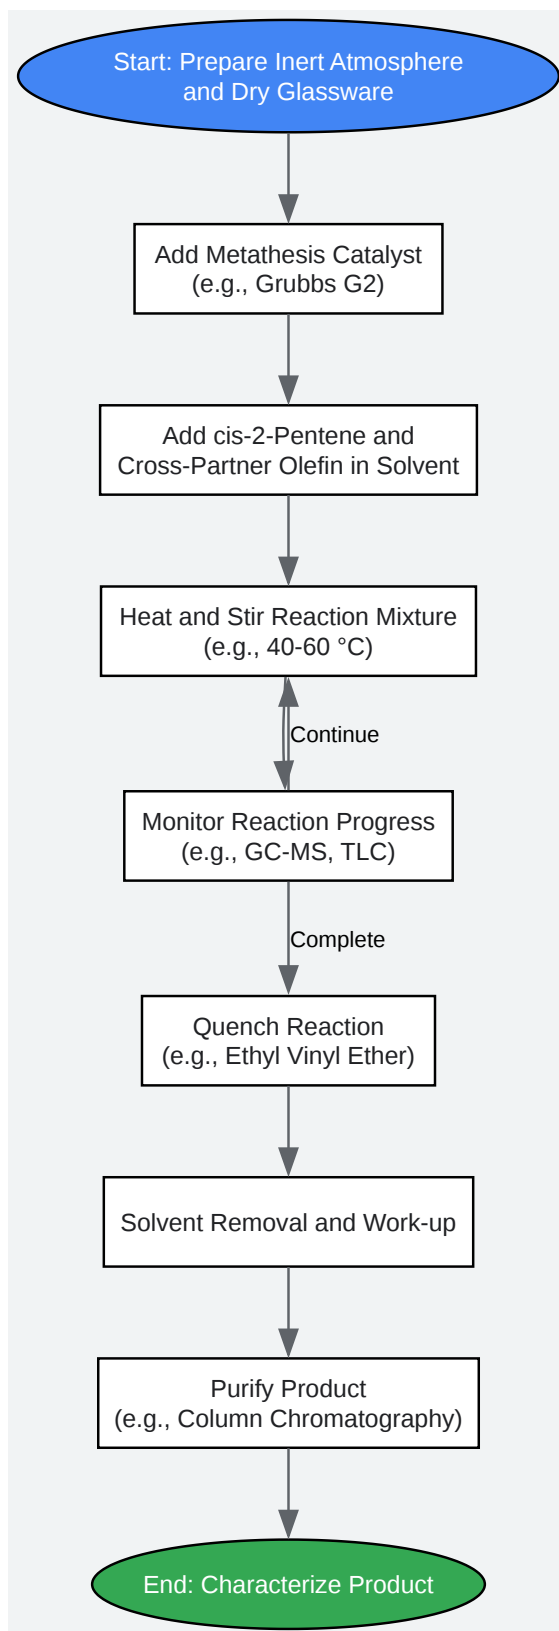 Start: Prepare Inert Atmosphere
and Dry Glassware
Add Metathesis Catalyst
(e.g., Grubbs G2)
Add cis-2-Pentene and
Cross-Partner Olefin in Solvent
Heat and Stir Reaction Mixture
(e.g., 40-60 °C)
Continue
Monitor Reaction Progress
(e.g., GC-MS, TLC)
Complete
Quench Reaction
(e.g., Ethyl Vinyl Ether)
Solvent Removal and Work-up
Purify Product
(e.g., Column Chromatography)
End: Characterize Product